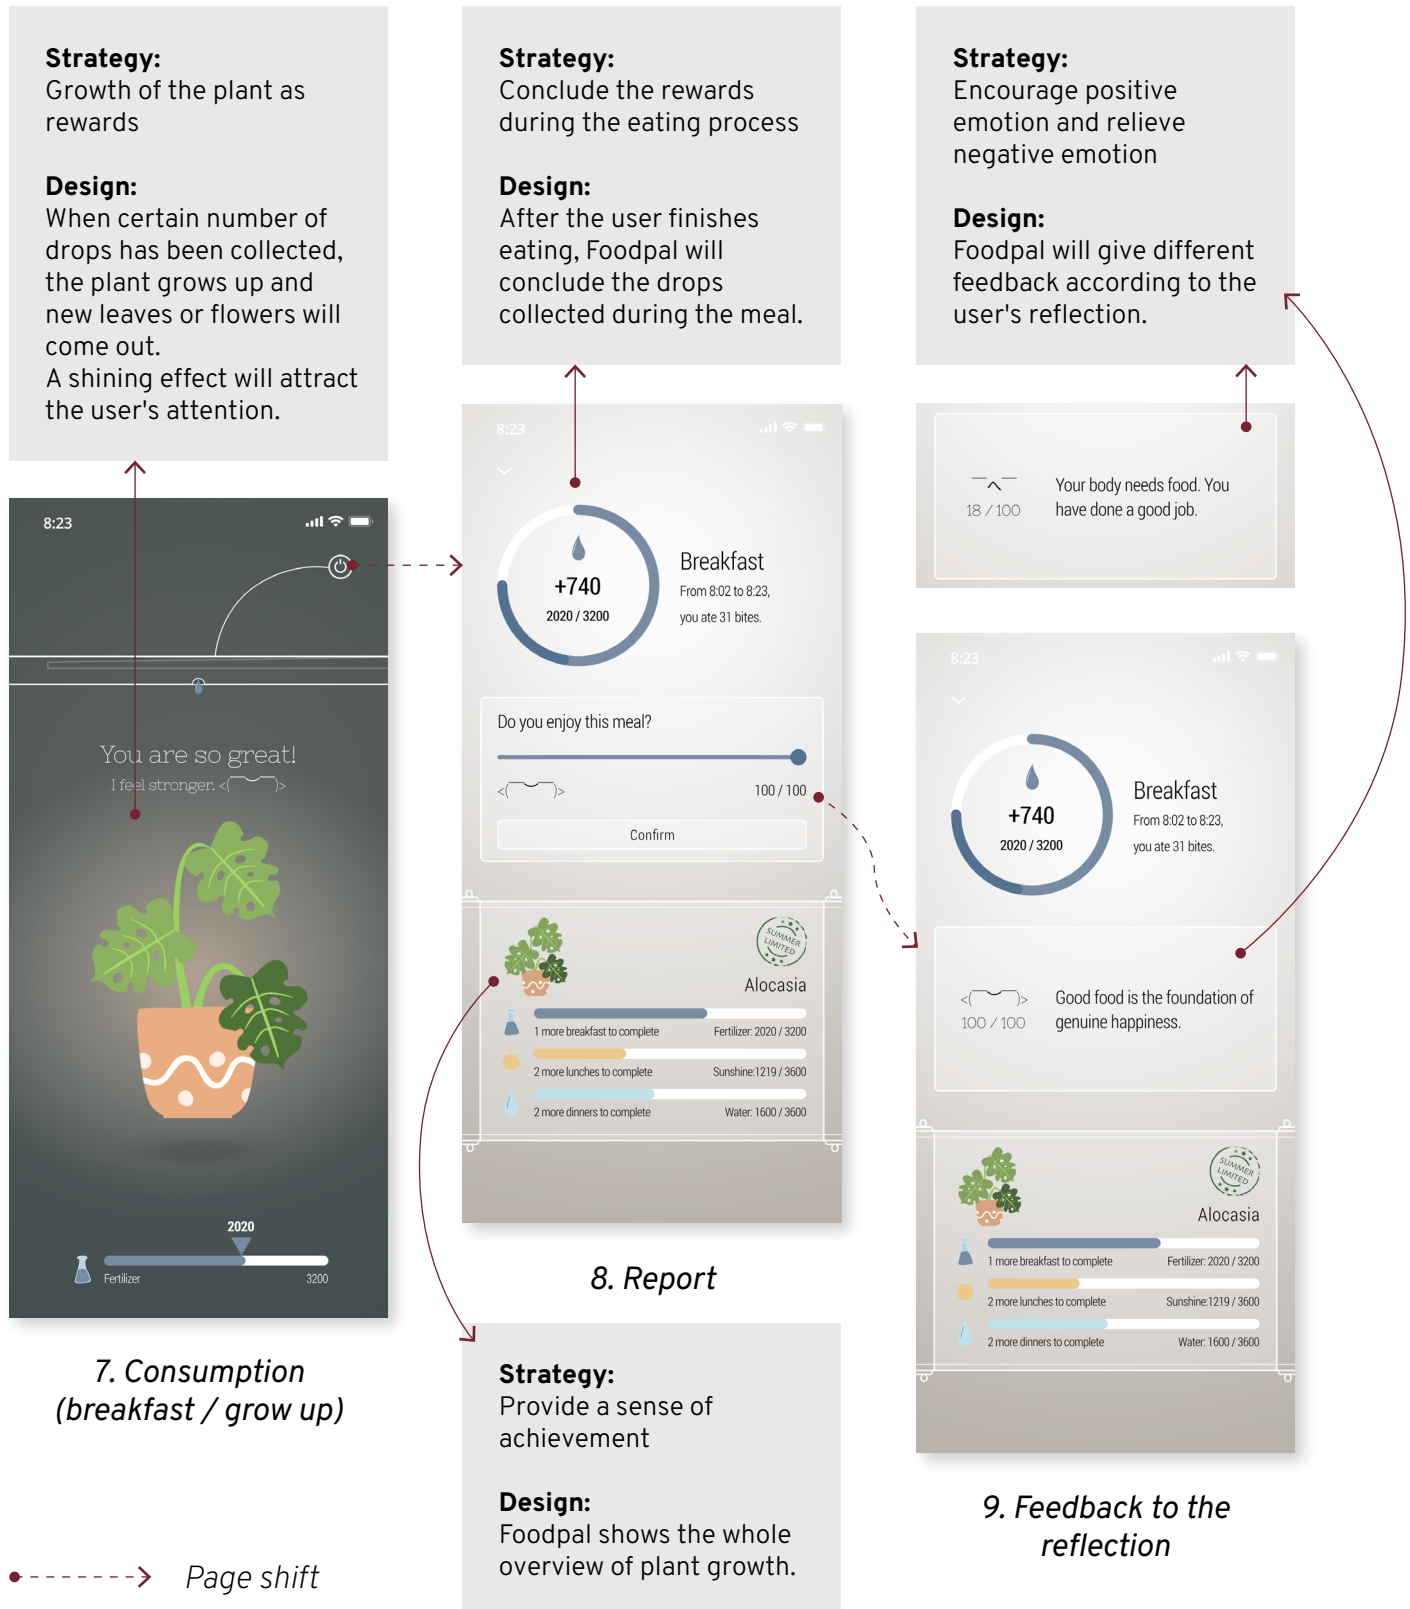 Strategy:
Growth of the plant as
rewards
Design:
When certain number of
drops has been collected,
the plant grows up and
new leaves or flowers will
come out.
A shining effect will attract
the user's attention.
8:23
You are so great!
I feel stronger. <( )>
2020
Fertilizer
3200
7. Consumption
(breakfast / grow up)
Page shift
Strategy:
Conclude the rewards
during the eating process
Design:
After the user finishes
eating, Foodpal will
conclude the drops
collected during the meal.
8:23
+740
2020 / 3200
Breakfast
From 8:02 to 8:23,
you ate 31 bites.
Do you enjoy this meal?
<( )>
100 / 100
Confirm
SUMMER
LIMITED
Alocasia
1 more breakfast to complete
Fertilizer: 2020 / 3200
2 more lunches to complete
Sunshine:1219 / 3600
2 more dinners to complete
Water: 1600 / 3600
8. Report
Strategy:
Provide a sense of
achievement
Design:
Foodpal shows the whole
overview of plant growth.
Strategy:
Encourage positive
emotion and relieve
negative emotion
Design:
Foodpal will give different
feedback according to the
user's reflection.
18 / 100
Your body needs food. You
have done a good job.
8:23
+740
2020 / 3200
Breakfast
From 8:02 to 8:23,
you ate 31 bites.
<( )>
100 / 100
Good food is the foundation of
genuine happiness.
SUMMER
LIMITED
Alocasia
1 more breakfast to complete
Fertilizer: 2020 / 3200
2 more lunches to complete
Sunshine:1219 / 3600
2 more dinners to complete
Water: 1600 / 3600
9. Feedback to the
reflection